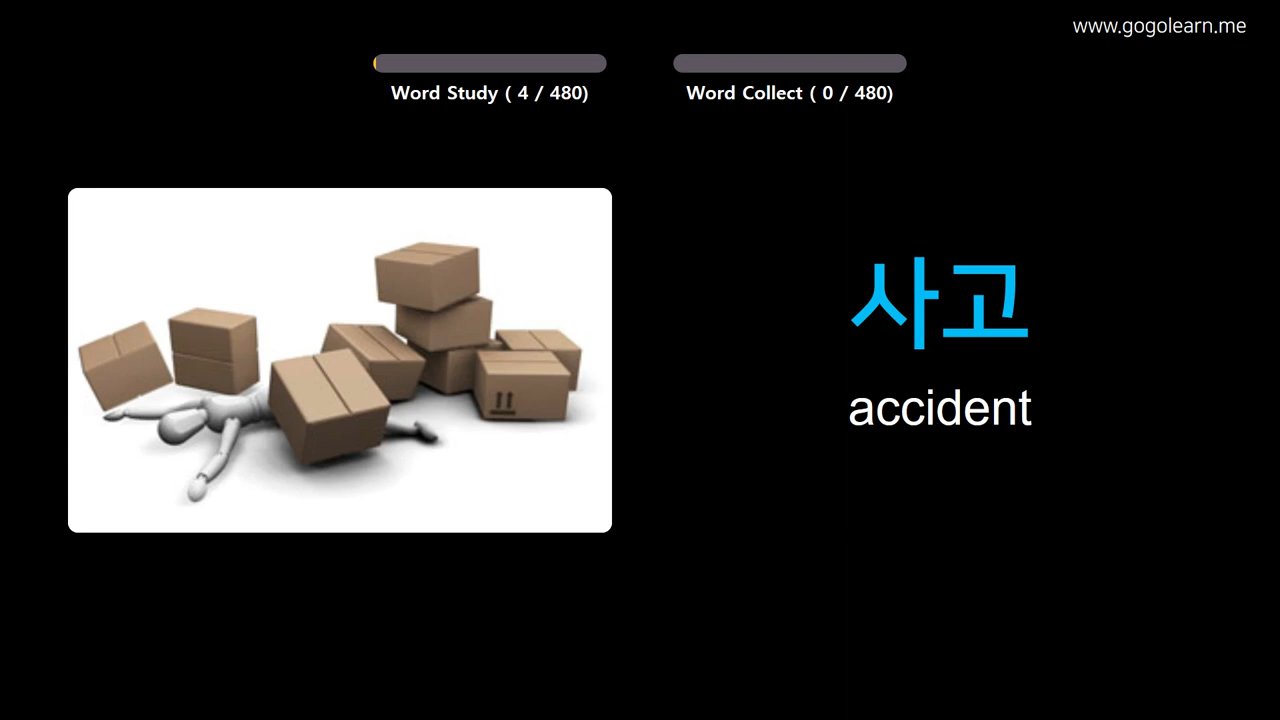 www.gogolearn.me
Word Study ( 4 / 480)
Word Collect ( 0 / 480)
사고
accident